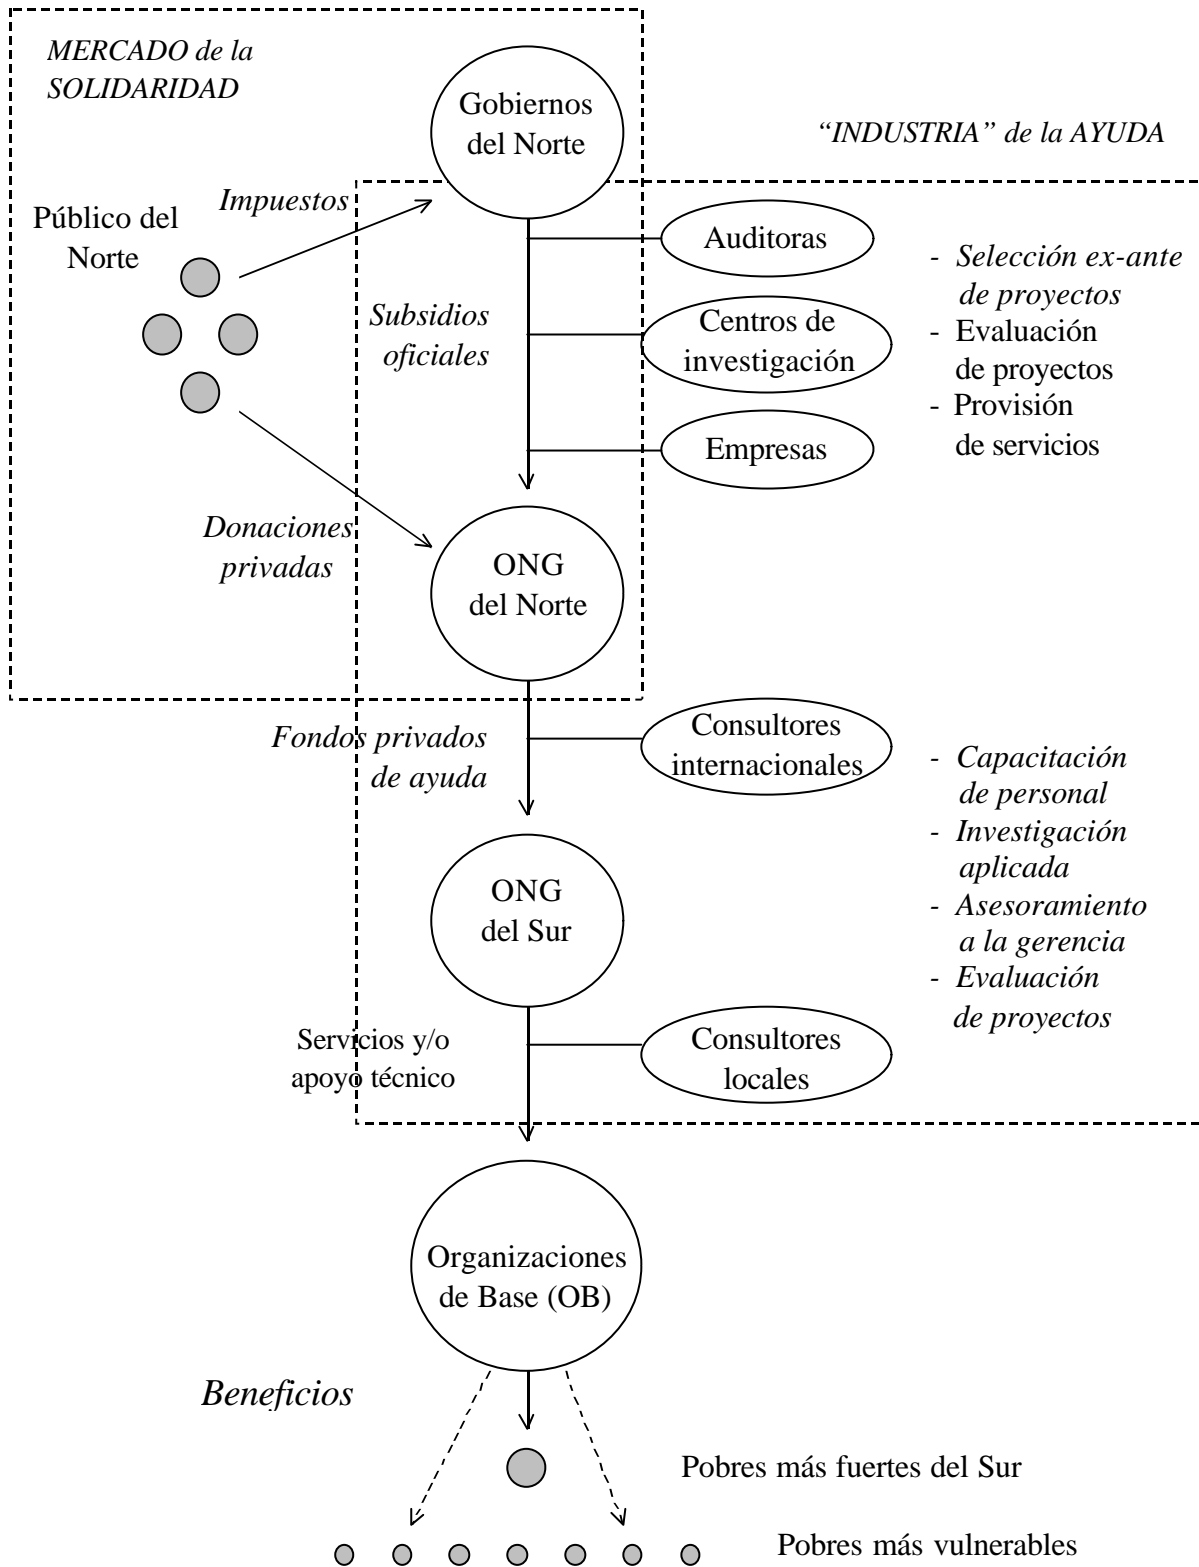 MERCADO de la
SOLIDARIDAD
Gobiernos
del Norte
“INDUSTRIA” de la AYUDA
Impuestos
Público del
Norte
Auditoras
- Selección ex-ante
de proyectos
Subsidios
oficiales
Centros de
investigación
- Evaluación
de proyectos
- Provisión
de servicios
Empresas
Donaciones
privadas
ONG
del Norte
Fondos privados
de ayuda
Consultores
internacionales
- Capacitación
de personal
- Investigación
aplicada
- Asesoramiento
a la gerencia
- Evaluación
de proyectos
ONG
del Sur
Servicios y/o
apoyo técnico
Consultores
locales
Organizaciones
de Base (OB)
Beneficios
Pobres más fuertes del Sur
Pobres más vulnerables